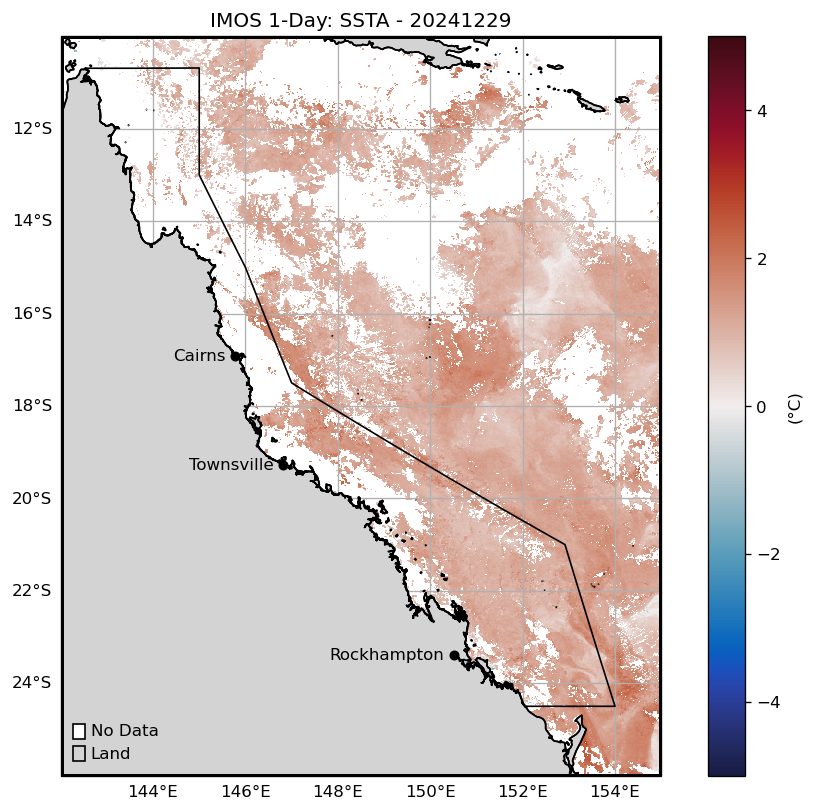 IMOS 1-Day: SSTA - 20241229
12°S
14°S
16°S
18°S
20°S
22°S
24°S
Cairns
Townsville
Rockhampton
No Data
Land
144°E 146°E 148°E 150°E 152°E 154°E
4
2
0
−2
−4
(°C)